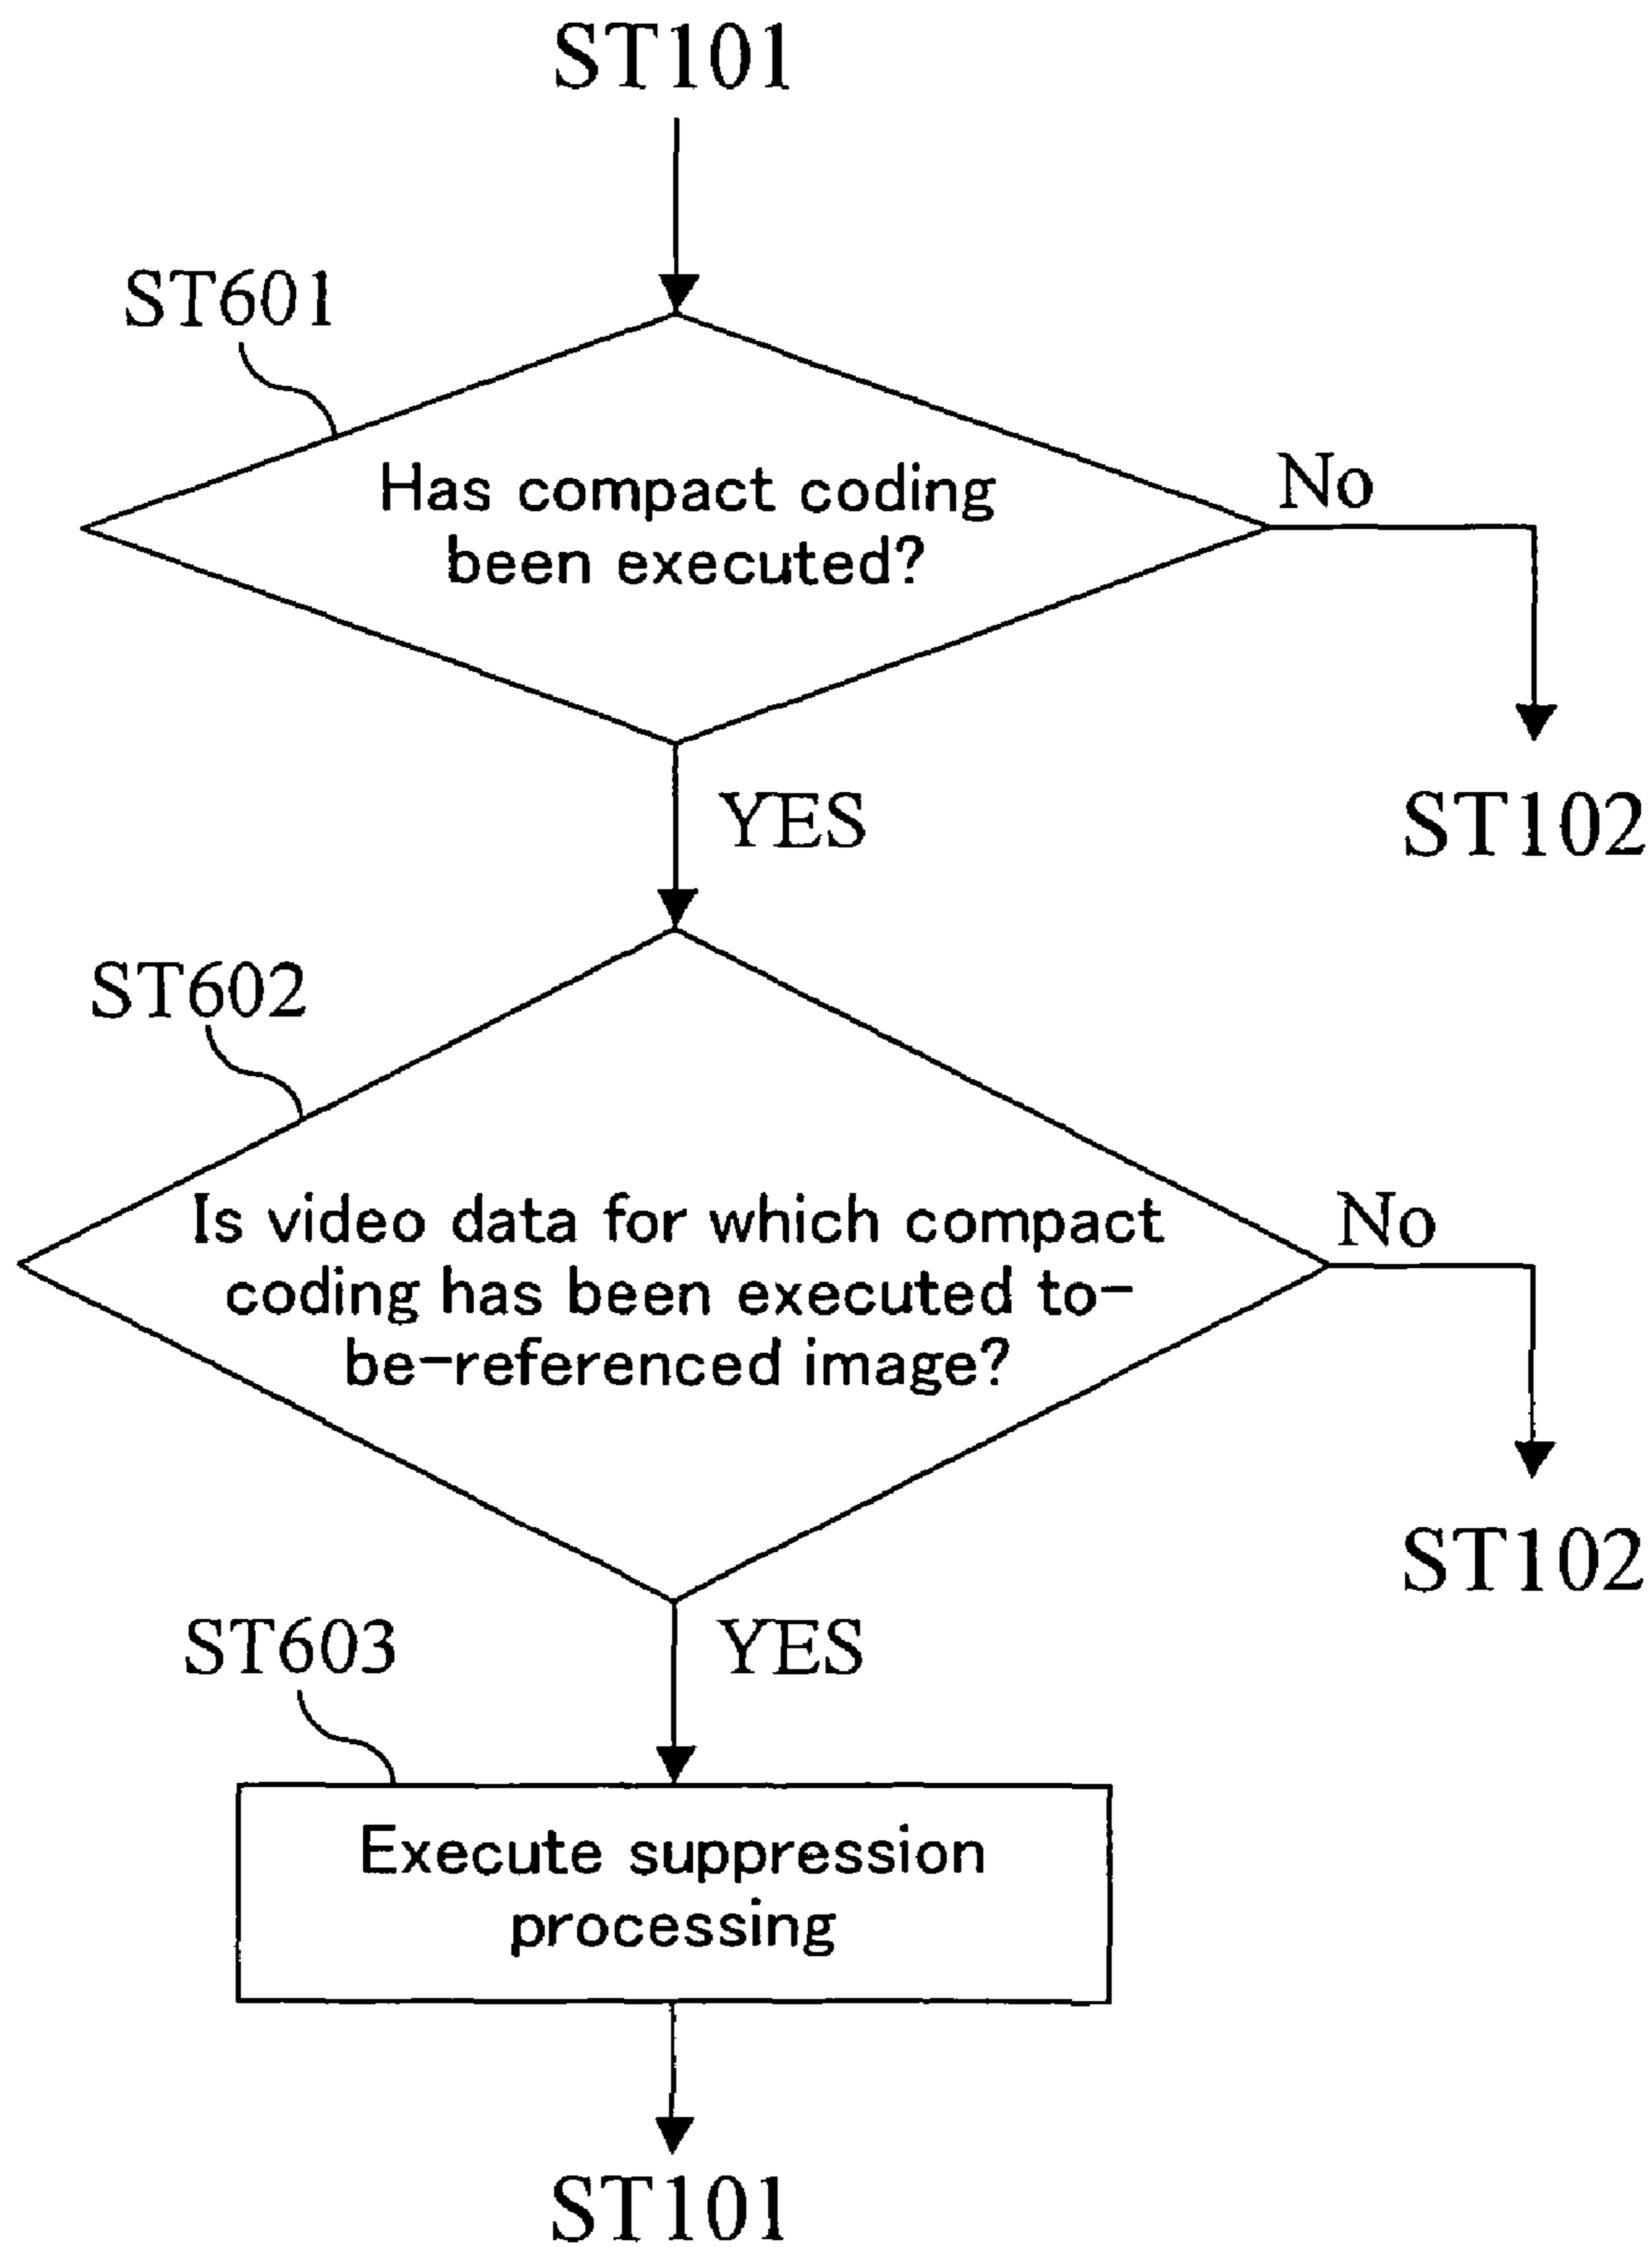 ST101
ST601
Has compact coding
been executed?
No
ST102
YES
ST602
Is video data for which compact
coding has been executed to-
be-referenced image?
No
ST102
YES
ST603
Execute suppression
processing
ST101